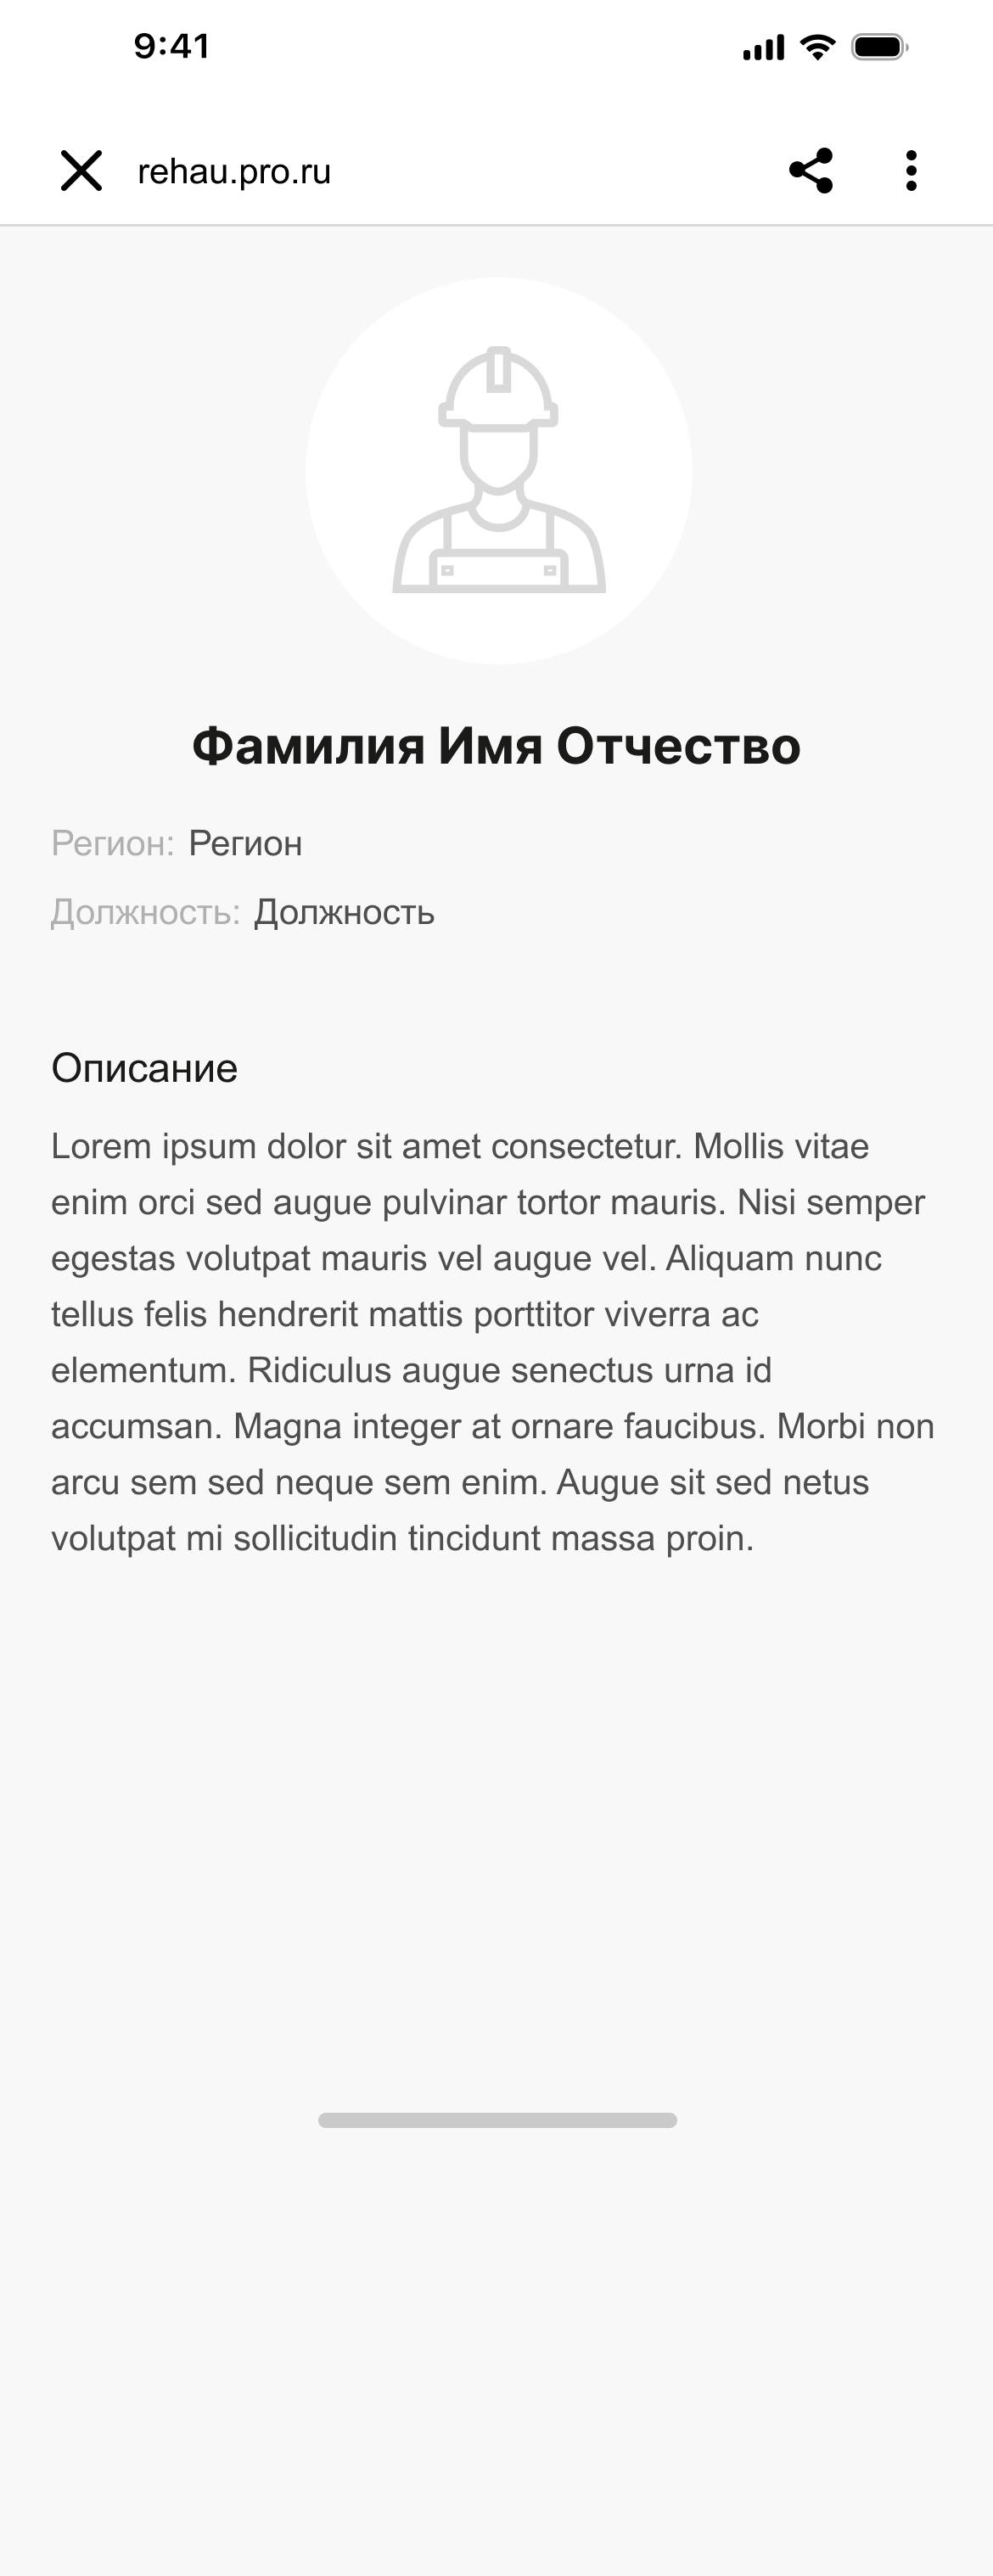 9:41
rehau.pro.ru
Фамилия Имя Отчество
Регион: Регион
Должность: Должность
Описание
Lorem ipsum dolor sit amet consectetur. Mollis vitae
enim orci sed augue pulvinar tortor mauris. Nisi semper
egestas volutpat mauris vel augue vel. Aliquam nunc
tellus felis hendrerit mattis porttitor viverra ac
elementum. Ridiculus augue senectus urna id
accumsan. Magna integer at ornare faucibus. Morbi non
arcu sem sed neque sem enim. Augue sit sed netus
volutpat mi sollicitudin tincidunt massa proin.